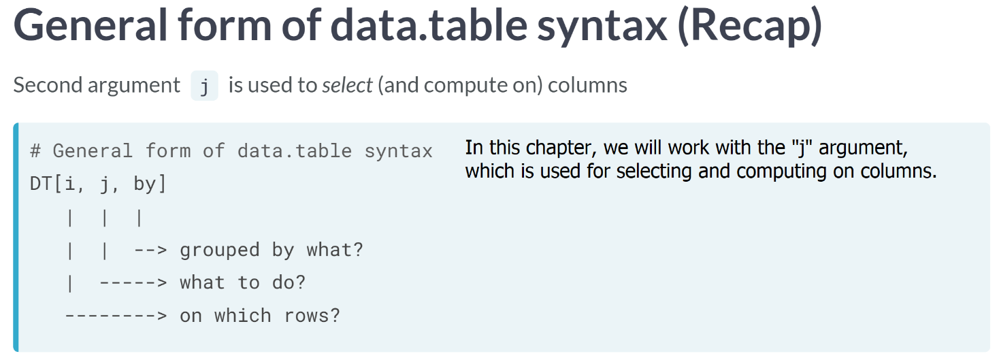 General form of data.table syntax (Recap)
Second argument j is used to select (and compute on) columns
# General form of data.table syntax
In this chapter, we will work with the "j" argument,
which is used for selecting and computing on columns.
DT[i, j, by]
   |  |  |
   |  |  --> grouped by what?
   |  -----> what to do?
   --------> on which rows?